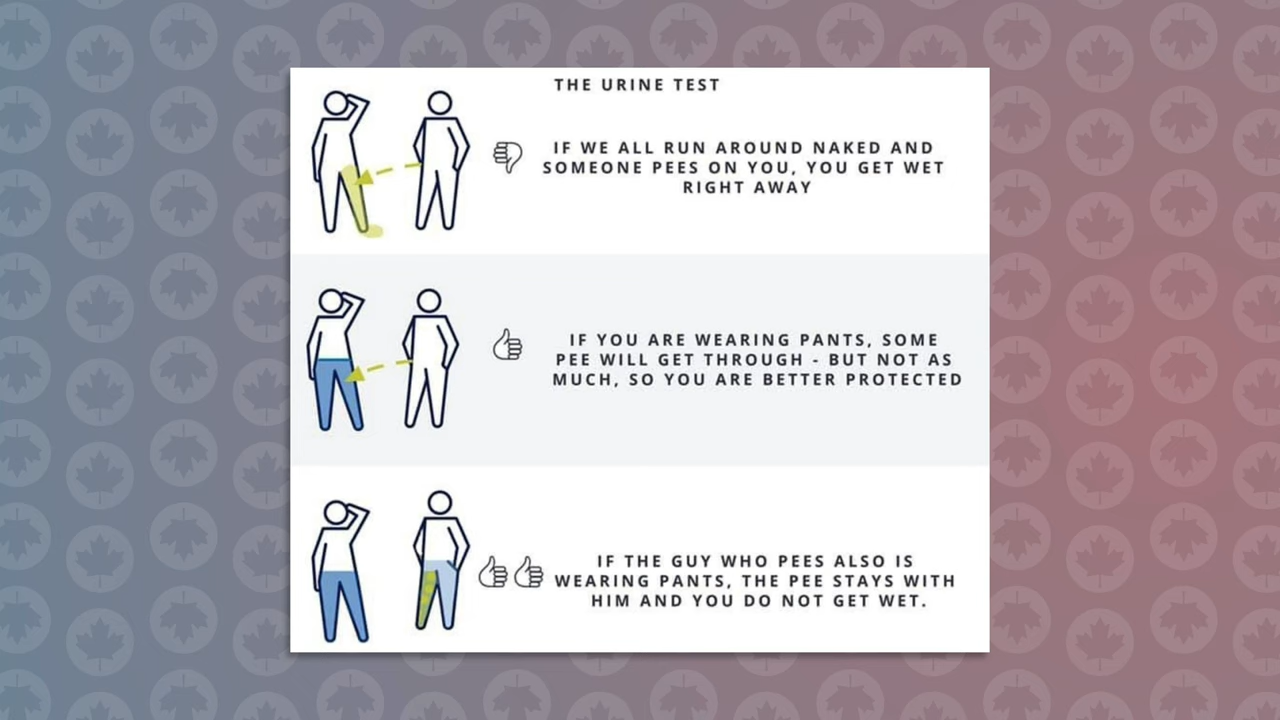 THE URINE TEST
IF WE ALL RUN AROUND NAKED AND
SOMEONE PEES ON YOU, YOU GET WET
RIGHT AWAY
IF YOU ARE WEARING PANTS, SOME
PEE WILL GET THROUGH - BUT NOT AS
MUCH, SO YOU ARE BETTER PROTECTED
IF THE GUY WHO PEES ALSO IS
WEARING PANTS, THE PEE STAYS WITH
HIM AND YOU DO NOT GET WET.